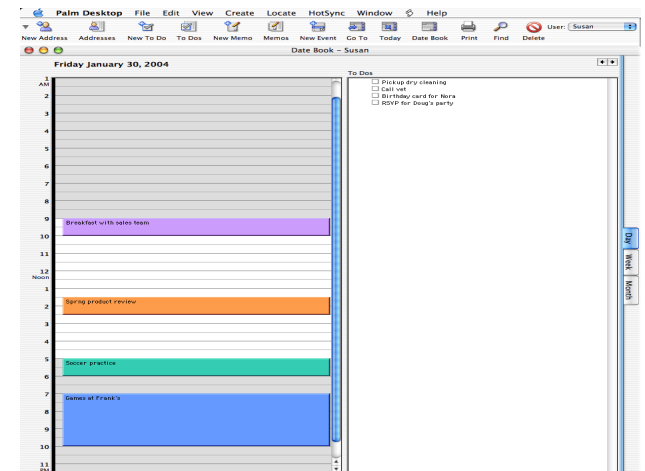 Palm Desktop File Edit View Create Locate HotSync Window Help
New Address Addresses New To Do To Dos New Memo Memos New Event Go To Today Date Book Print Find Delete User: Susan
Date Book – Susan
Friday January 30, 2004
To Dos
Pickup dry cleaning
Call vet
Birthday card for Nora
RSVP for Doug's party
1
AM
2
3
4
5
6
7
8
9
Breakfast with sales team
10
11
12
Noon
1
Sprng product review
2
3
4
5
Soccer practice
6
7
Games at Frank's
8
9
10
11
PM
Day
Week
Month